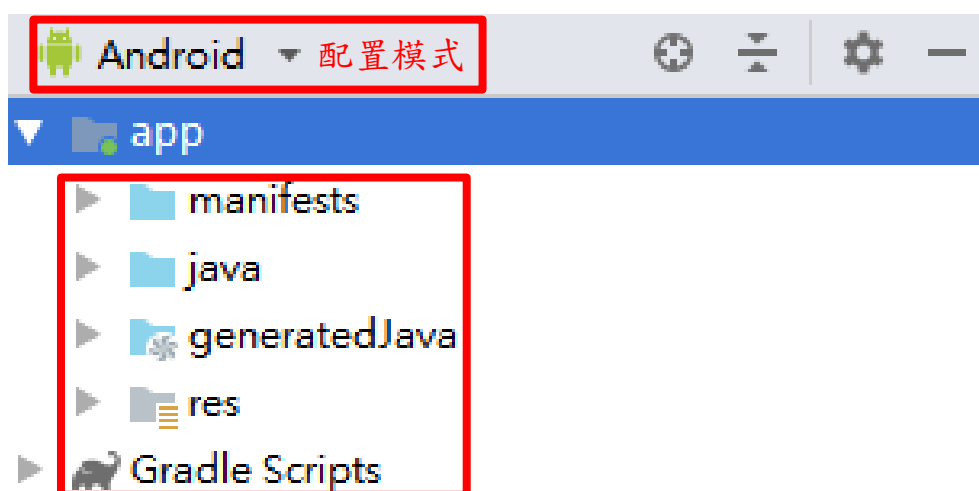 Android 配置模式
app
manifests
java
generatedJava
res
Gradle Scripts